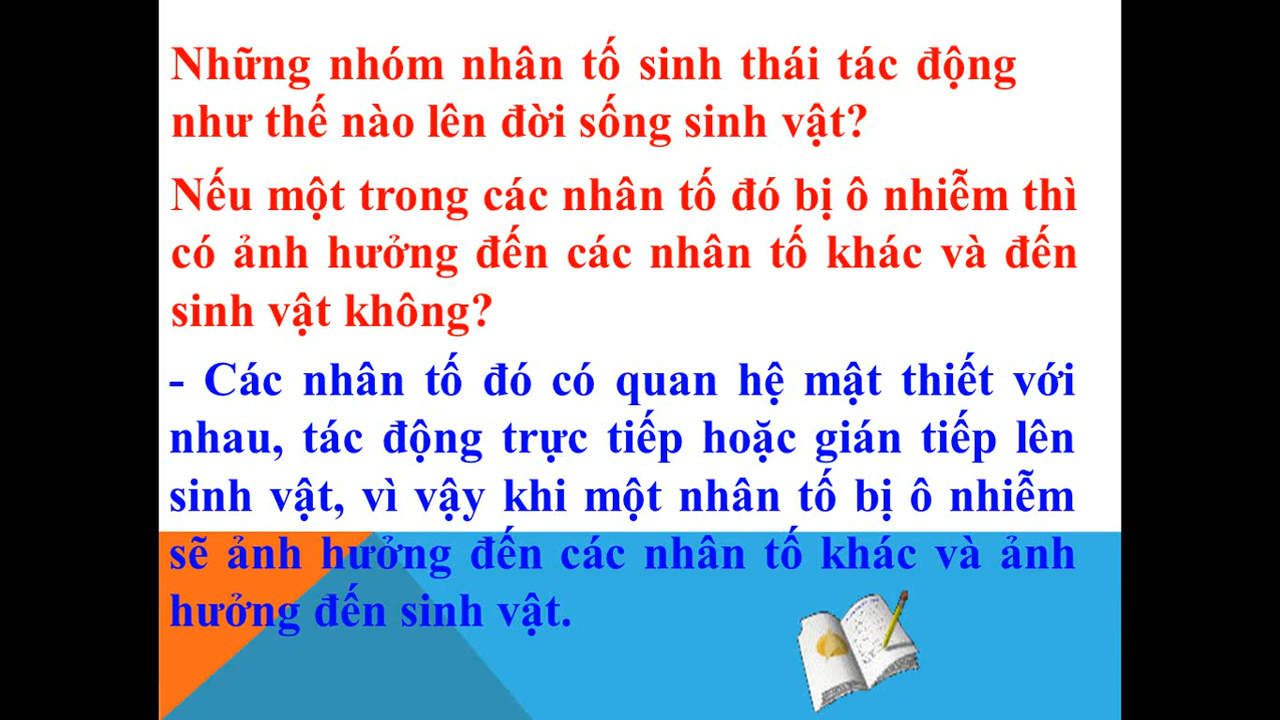 Những nhóm nhân tố sinh thái tác động
như thế nào lên đời sống sinh vật?
Nếu một trong các nhân tố đó bị ô nhiễm thì
có ảnh hưởng đến các nhân tố khác và đến
sinh vật không?
- Các nhân tố đó có quan hệ mật thiết với
nhau, tác động trực tiếp hoặc gián tiếp lên
sinh vật, vì vậy khi một nhân tố bị ô nhiễm
sẽ ảnh hưởng đến các nhân tố khác và ảnh
hưởng đến sinh vật.